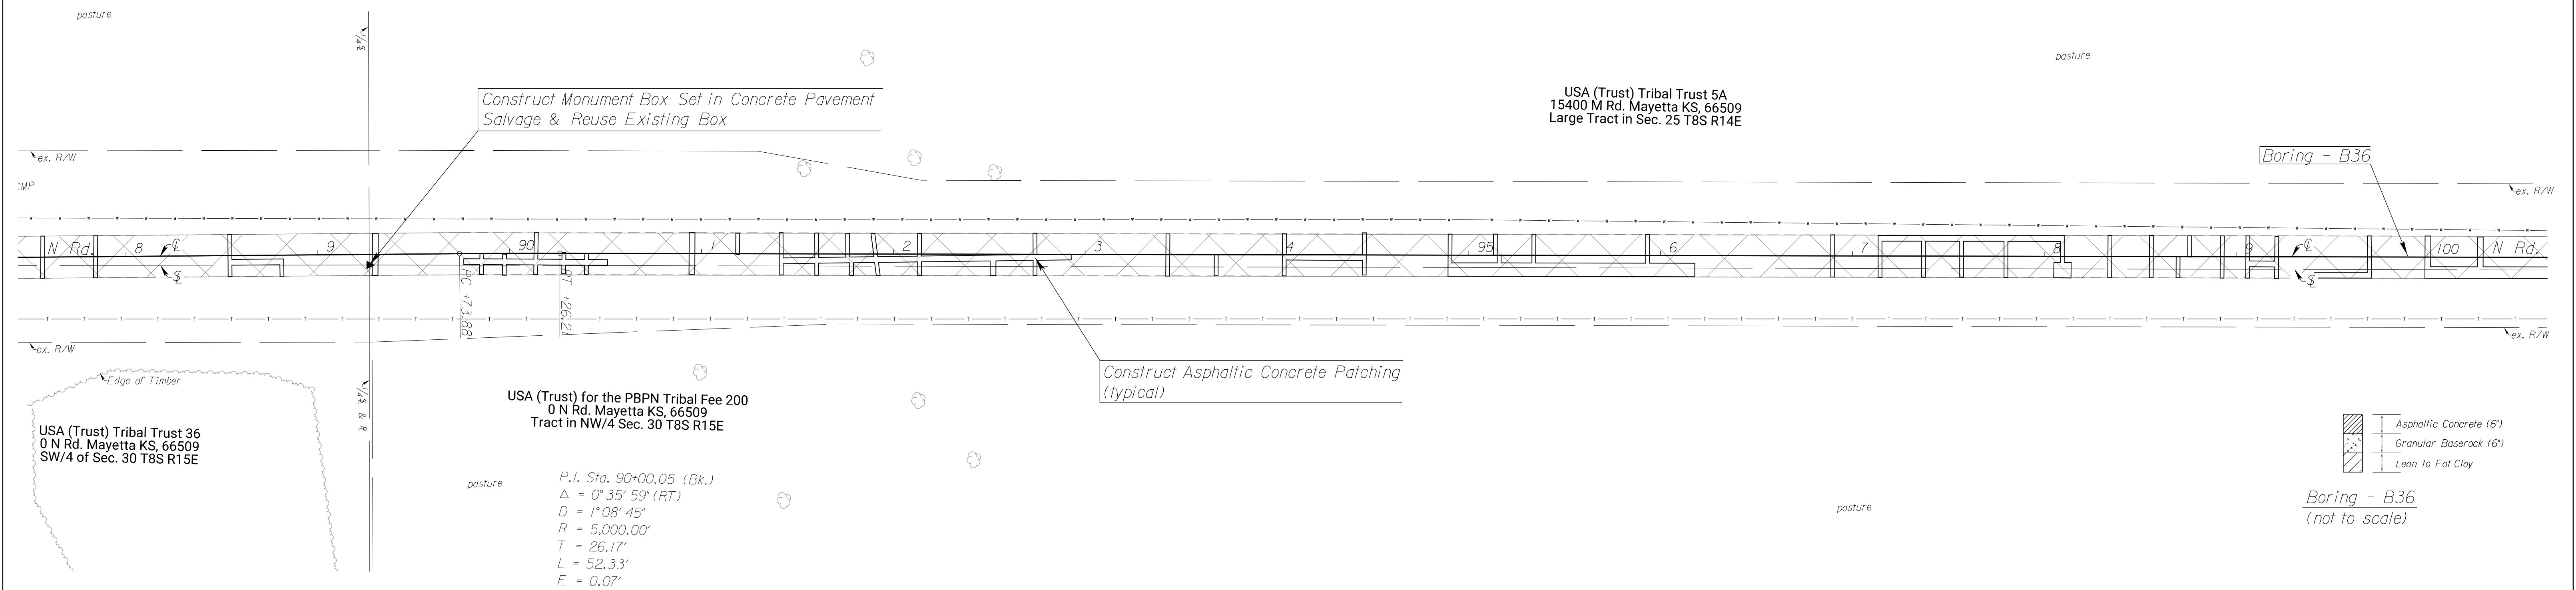 pasture
1/4 ℄
pasture
USA (Trust) Tribal Trust 5A
15400 M Rd. Mayetta KS, 66509
Large Tract in Sec. 25 T8S R14E
Construct Monument Box Set in Concrete Pavement
Salvage & Reuse Existing Box
ex. R/W
Boring - B36
CMP
ex. R/W
N Rd.
8
℄
9
90
1
2
3
4
95
6
7
8
9
℄
100
N Rd.
PC +73.88
PT +26.21
ex. R/W
ex. R/W
Edge of Timber
Construct Asphaltic Concrete Patching
(typical)
USA (Trust) for the PBPN Tribal Fee 200
0 N Rd. Mayetta KS, 66509
Tract in NW/4 Sec. 30 T8S R15E
USA (Trust) Tribal Trust 36
0 N Rd. Mayetta KS, 66509
SW/4 of Sec. 30 T8S R15E
Asphaltic Concrete (6")
Granular Baserock (6")
Lean to Fat Clay
P.I. Sta. 90+00.05 (Bk.)
Δ = 0° 35' 59" (RT)
D = 1° 08' 45"
R = 5,000.00'
T = 26.17'
L = 52.33'
E = 0.07'
pasture
pasture
Boring - B36
(not to scale)